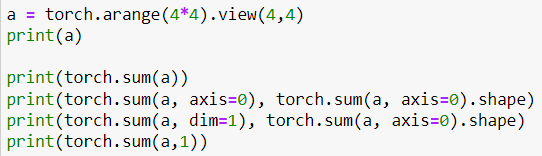 a = torch.arange(4*4).view(4,4)
print(a)
print(torch.sum(a))
print(torch.sum(a, axis=0), torch.sum(a, axis=0).shape)
print(torch.sum(a, dim=1), torch.sum(a, axis=0).shape)
print(torch.sum(a,1))